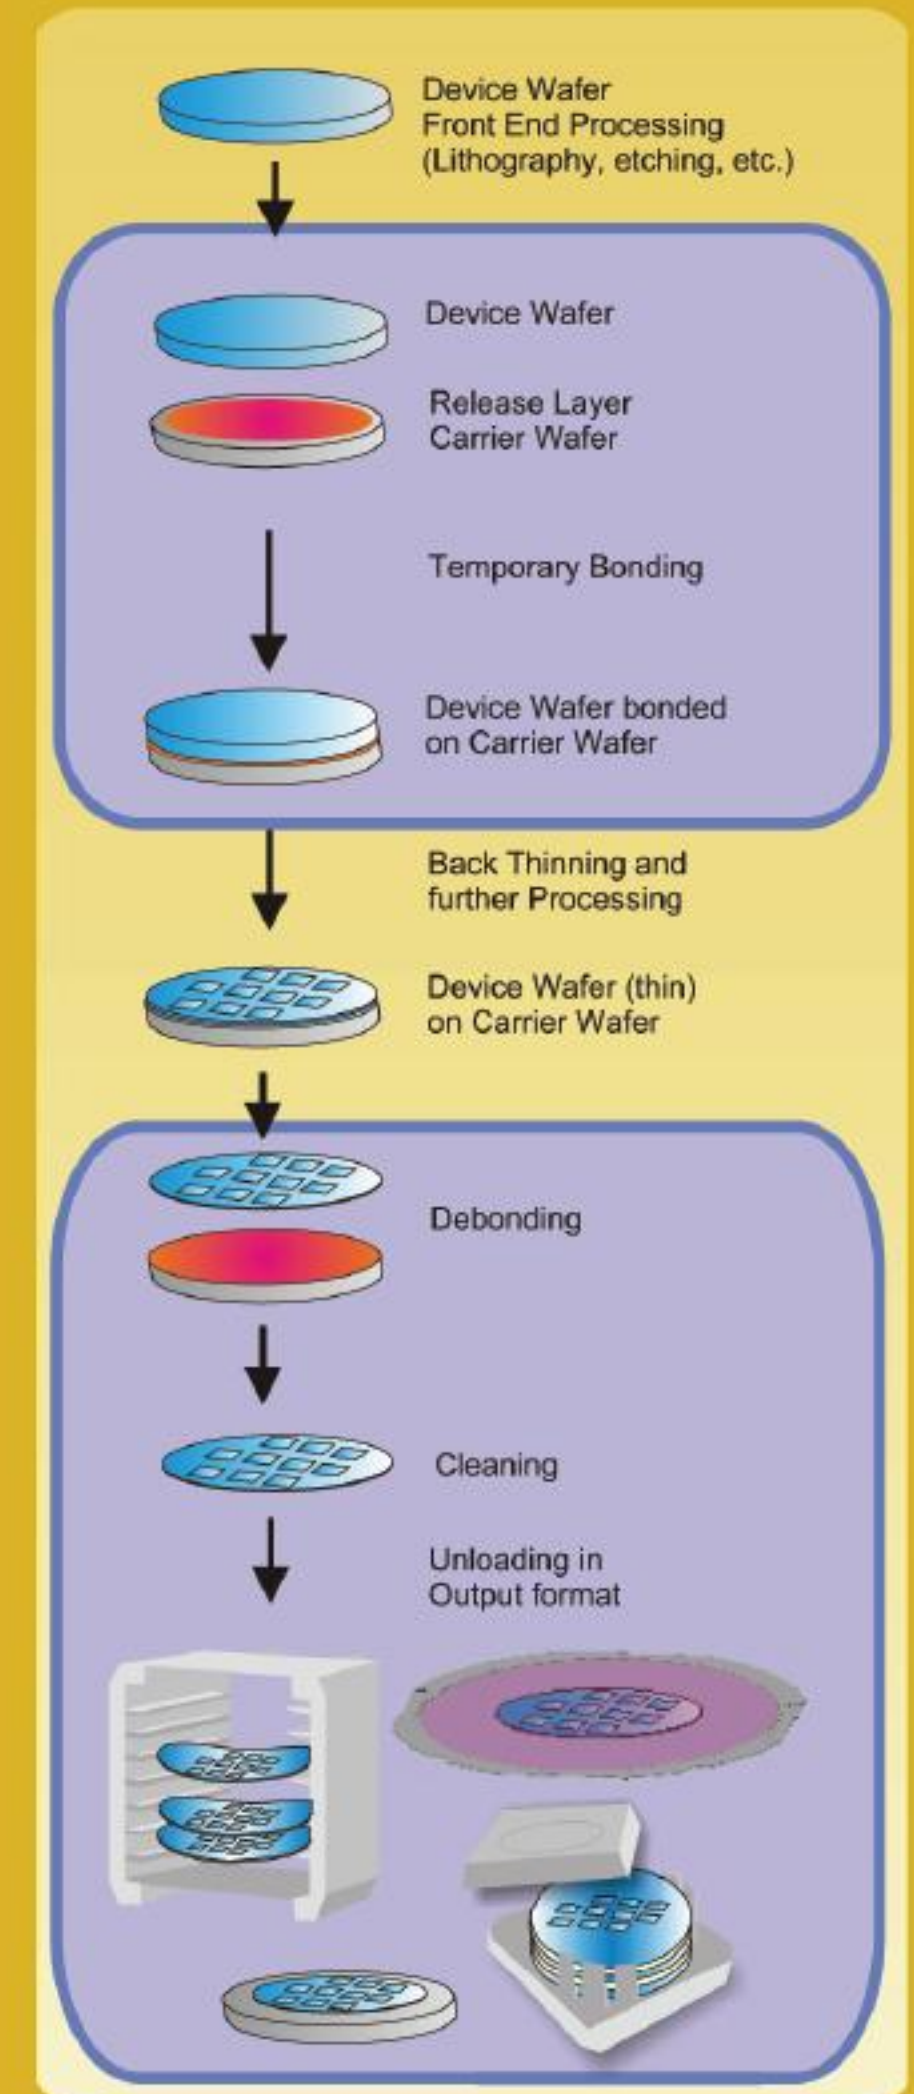 Device Wafer
Front End Processing
(Lithography, etching, etc.)
Device Wafer
Release Layer
Carrier Wafer
Temporary Bonding
Device Wafer bonded
on Carrier Wafer
Back Thinning and
further Processing
Device Wafer (thin)
on Carrier Wafer
Debonding
Cleaning
Unloading in
Output format